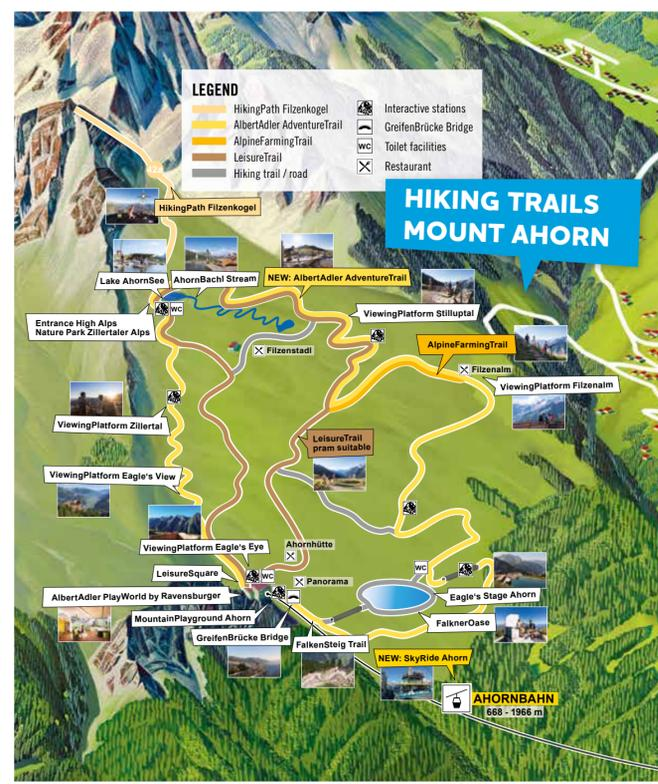 LEGEND
HikingPath Filzenkogel
AlbertAdler AdventureTrail
AlpineFarmingTrail
LeisureTrail
Hiking trail / road
Interactive stations
GreifenBrücke Bridge
WC Toilet facilities
Restaurant
HIKING TRAILS
MOUNT AHORN
HikingPath Filzenkogel
Lake AhornSee
AhornBachl Stream
NEW: AlbertAdler AdventureTrail
WC
ViewingPlatform Stilluptal
Entrance High Alps
Nature Park Zillertaler Alps
Filzenstadl
AlpineFarmingTrail
Filzenalm
ViewingPlatform Filzenalm
ViewingPlatform Zillertal
LeisureTrail
pram suitable
ViewingPlatform Eagle's View
ViewingPlatform Eagle's Eye
Ahornhütte
LeisureSquare
WC
Panorama
WC
AlbertAdler PlayWorld by Ravensburger
Eagle's Stage Ahorn
MountainPlayground Ahorn
FalknerOase
GreifenBrücke Bridge
FalkenSteig Trail
NEW: SkyRide Ahorn
AHORNBAHN
668 - 1966 m